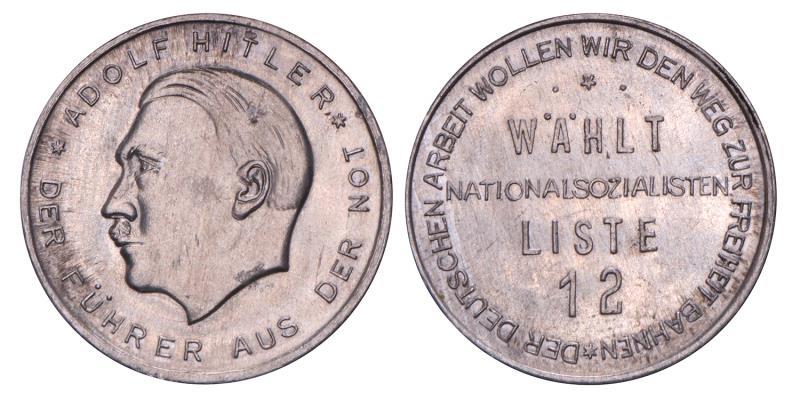 * ADOLF HITLER. *
DER FÜHRER AUS DER NOT
* DER DEUTSCHEN ARBEIT WOLLEN WIR DEN WEG ZUR FREIHEIT BAHNEN
WÄHLT
NATIONALSOZIALISTEN
LISTE
12